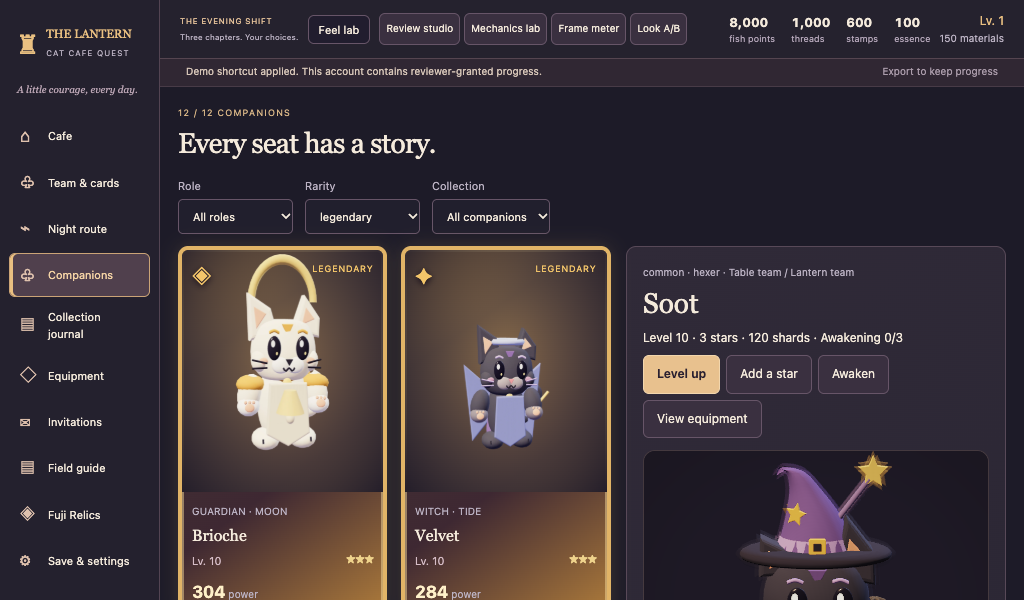 THE LANTERN
CAT CAFE QUEST
A little courage, every day.
Cafe
Team & cards
Night route
Companions
Collection
journal
Equipment
Invitations
Field guide
Fuji Relics
Save & settings
THE EVENING SHIFT
Three chapters. Your choices.
Feel lab
Review studio
Mechanics lab
Frame meter
Look A/B
8,000
fish points
1,000
threads
600
stamps
100
essence
Lv. 1
150 materials
Demo shortcut applied. This account contains reviewer-granted progress.
Export to keep progress
12 / 12 COMPANIONS
Every seat has a story.
Role
Rarity
Collection
All roles
legendary
All companions
LEGENDARY
GUARDIAN · MOON
Brioche
Lv. 10
304 power
LEGENDARY
WITCH · TIDE
Velvet
Lv. 10
284 power
common · hexer · Table team / Lantern team
Soot
Level 10 · 3 stars · 120 shards · Awakening 0/3
Level up
Add a star
Awaken
View equipment